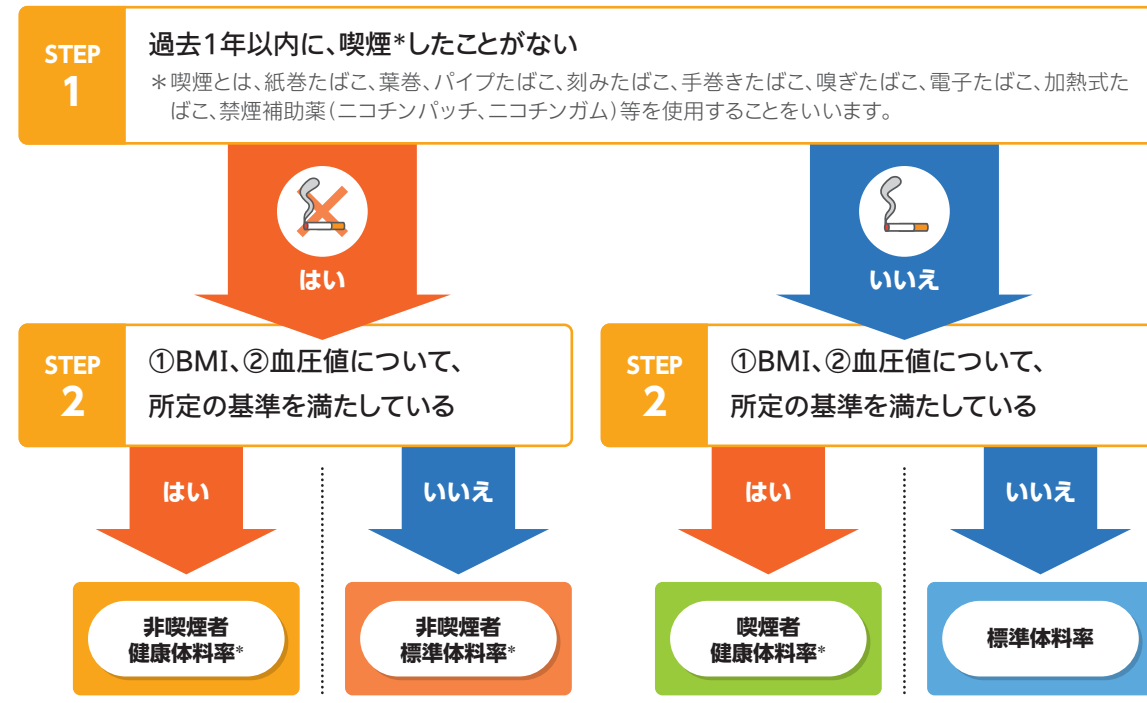 STEP
1
過去1年以内に、喫煙*したことがない
＊喫煙とは、紙巻たばこ、葉巻、パイプたばこ、刻みたばこ、手巻きたばこ、嗅ぎたばこ、電子たばこ、加熱式た
ばこ、禁煙補助薬(ニコチンパッチ、ニコチンガム)等を使用することをいいます。
はい
いいえ
STEP
2
①BMI、②血圧値について、
所定の基準を満たしている
STEP
2
①BMI、②血圧値について、
所定の基準を満たしている
はい
いいえ
はい
いいえ
非喫煙者
健康体料率*
非喫煙者
標準体料率*
喫煙者
健康体料率*
標準体料率